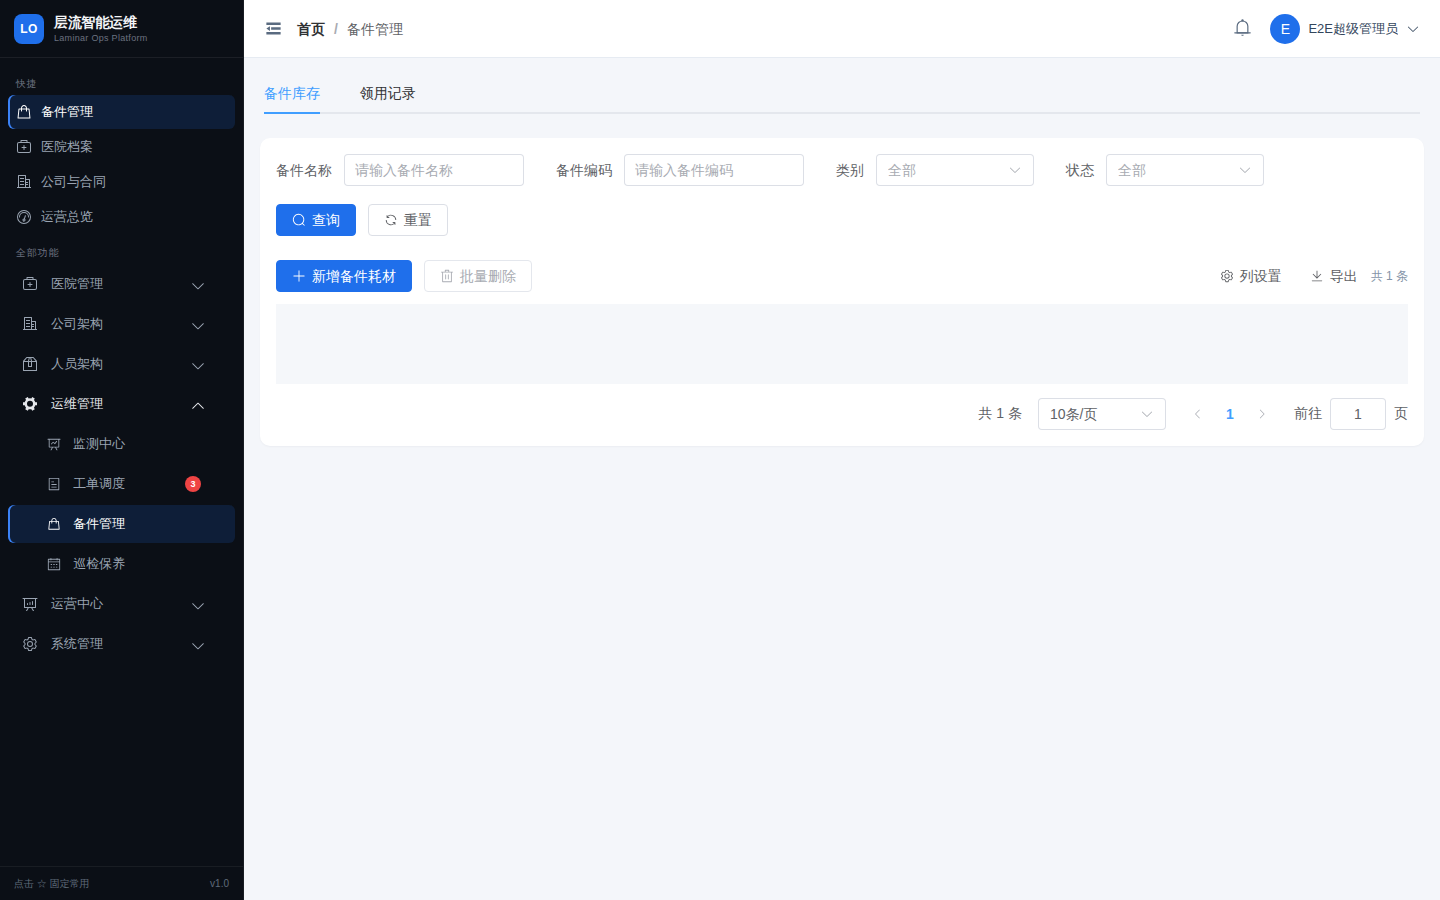 LO 层流智能运维
Laminar Ops Platform
快捷
备件管理
医院档案
公司与合同
运营总览
全部功能
医院管理
公司架构
人员架构
运维管理
监测中心
工单调度 3
备件管理
巡检保养
运营中心
系统管理
点击 ☆ 固定常用 v1.0
首页 / 备件管理 E E2E超级管理员
备件库存 领用记录
备件名称 请输入备件名称 备件编码 请输入备件编码 类别 全部 状态 全部
查询 重置
新增备件耗材 批量删除 列设置 导出 共 1 条
共 1 条 10条/页 1 前往 1 页